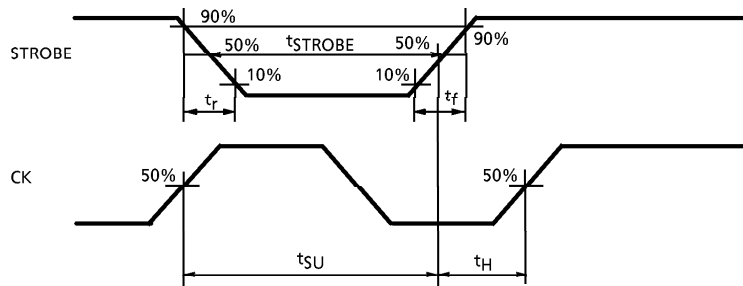 90%
50% tSTROBE 50%
STROBE
90%
10% 10%
tr tf
CK
50% 50%
tSU tH